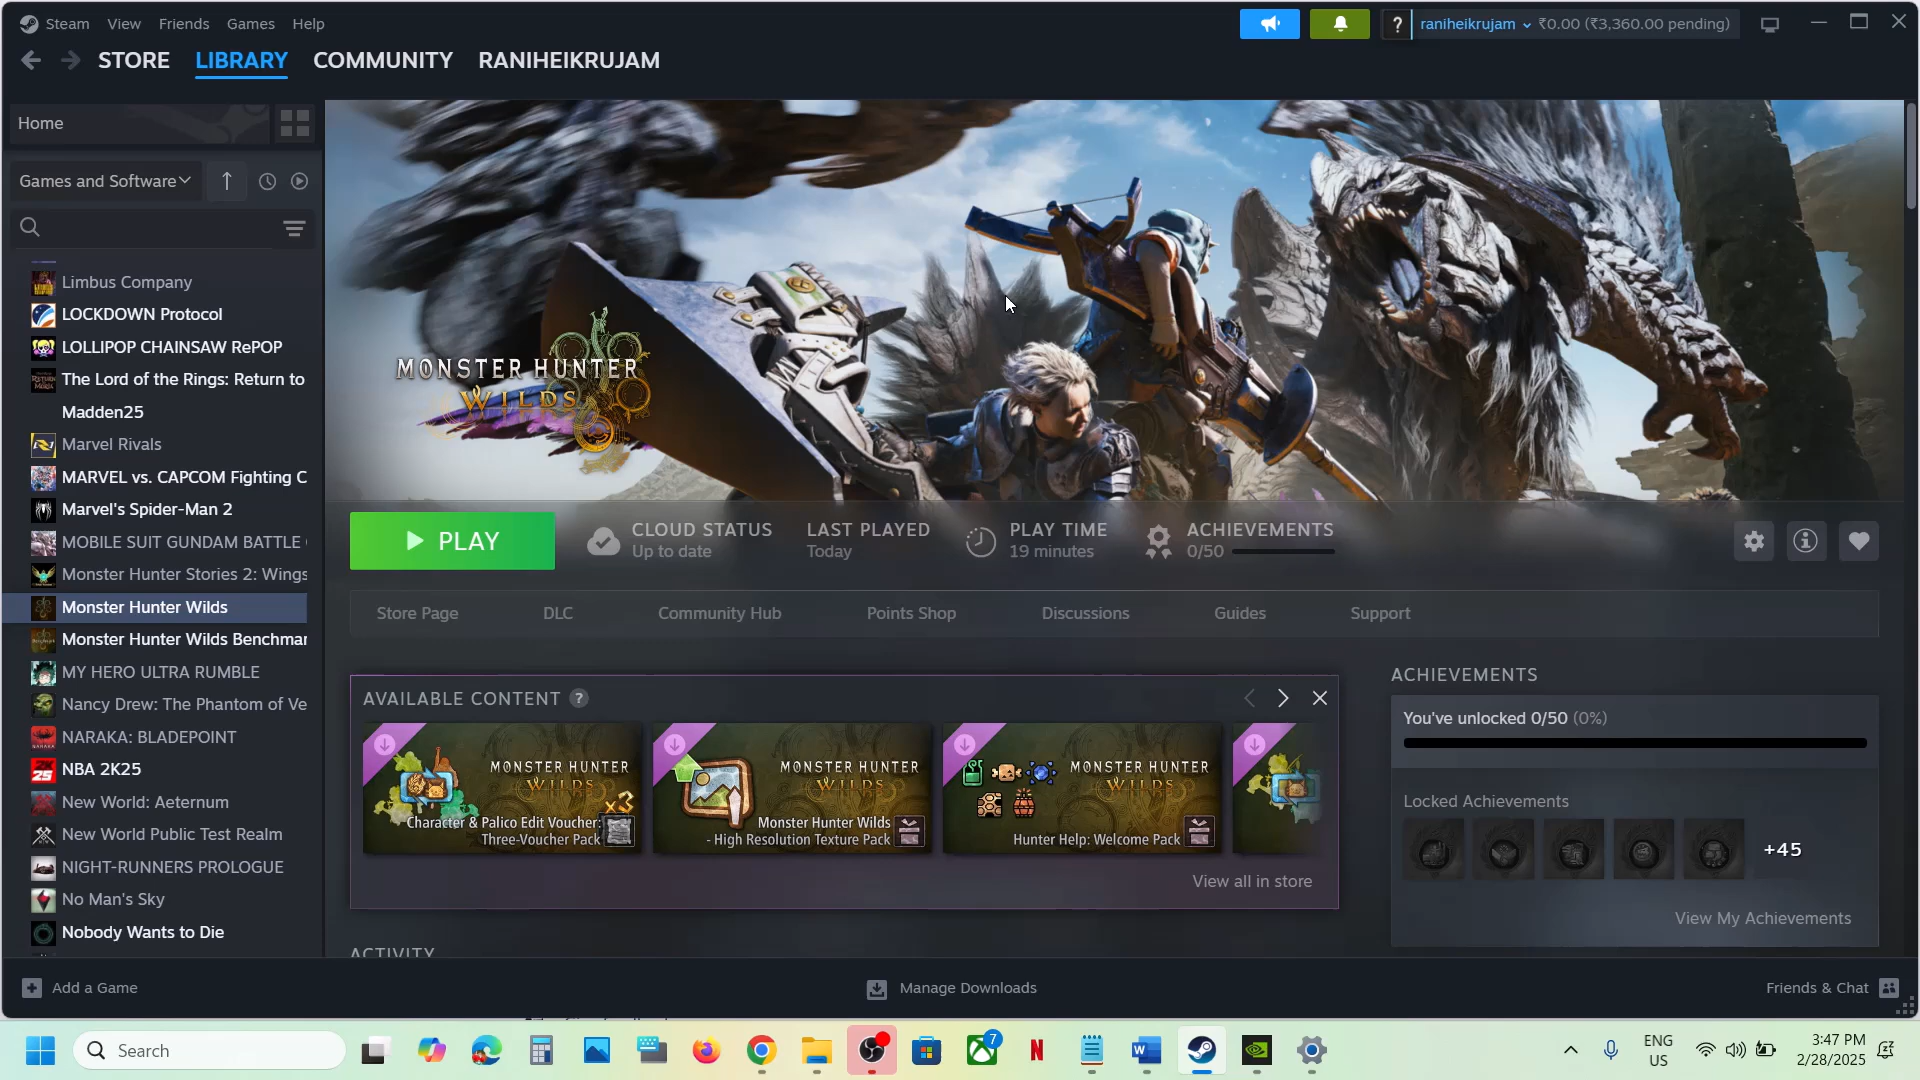 Steam View Friends Games Help
? raniheikrujam ₹0.00 (₹3,360.00 pending)
STORE LIBRARY COMMUNITY RANIHEIKRUJAM
Home
Games and Software
Limbus Company
LOCKDOWN Protocol
LOLLIPOP CHAINSAW RePOP
The Lord of the Rings: Return to
Madden25
Marvel Rivals
MARVEL vs. CAPCOM Fighting C
Marvel's Spider-Man 2
MOBILE SUIT GUNDAM BATTLE
Monster Hunter Stories 2: Wings
Monster Hunter Wilds
Monster Hunter Wilds Benchmar
MY HERO ULTRA RUMBLE
Nancy Drew: The Phantom of Ve
NARAKA: BLADEPOINT
NBA 2K25
New World: Aeternum
New World Public Test Realm
NIGHT-RUNNERS PROLOGUE
No Man's Sky
Nobody Wants to Die
MONSTER HUNTER
WILDS
PLAY
CLOUD STATUS
Up to date
LAST PLAYED
Today
PLAY TIME
19 minutes
ACHIEVEMENTS
0/50
Store Page DLC Community Hub Points Shop Discussions Guides Support
AVAILABLE CONTENT ?
MONSTER HUNTER
WILDS
x3
Character & Palico Edit Voucher:
Three-Voucher Pack
MONSTER HUNTER
WILDS
Monster Hunter Wilds
- High Resolution Texture Pack
MONSTER HUNTER
WILDS
Hunter Help: Welcome Pack
View all in store
ACTIVITY
ACHIEVEMENTS
You've unlocked 0/50 (0%)
Locked Achievements
+45
View My Achievements
Add a Game
Manage Downloads
Friends & Chat
Search
7
ENG
US
3:47 PM
2/28/2025